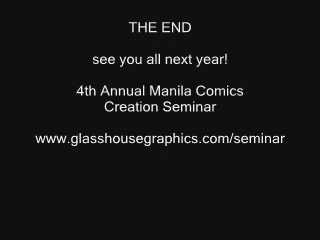 THE END
see you all next year!
4th Annual Manila Comics
Creation Seminar
www.glasshousegraphics.com/seminar